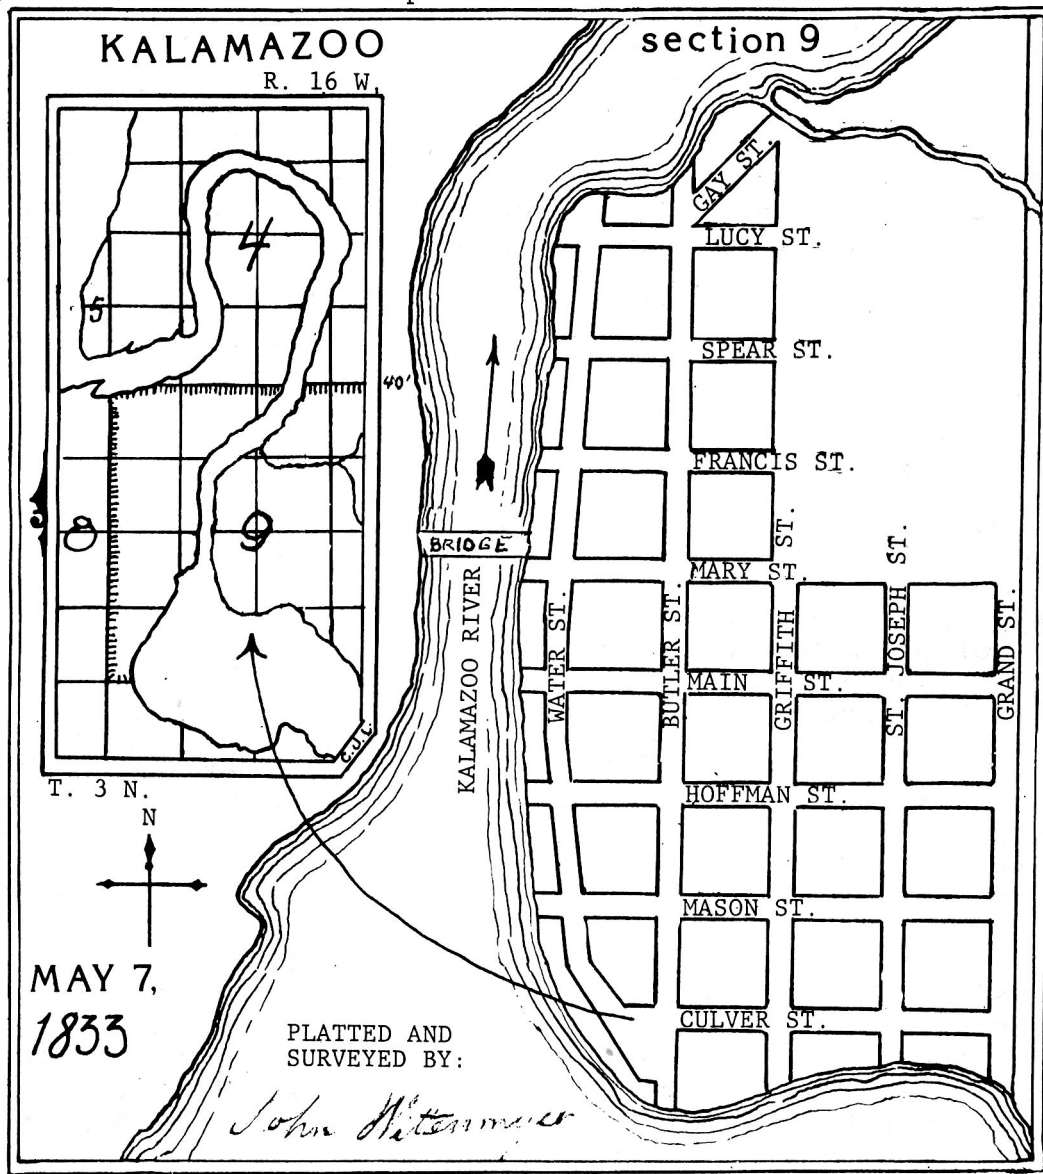 KALAMAZOO
R. 16 W.
section 9
4
5
40'
8
9
C.J.L.
T. 3 N.
N
MAY 7,
1833
PLATTED AND
SURVEYED BY:
John Witenmyer
BRIDGE
KALAMAZOO RIVER
GAY ST.
LUCY ST.
SPEAR ST.
FRANCIS ST.
MARY ST.
MAIN ST.
HOFFMAN ST.
MASON ST.
CULVER ST.
WATER ST.
BUTLER ST.
GRIFFITH ST.
ST. JOSEPH ST.
GRAND ST.